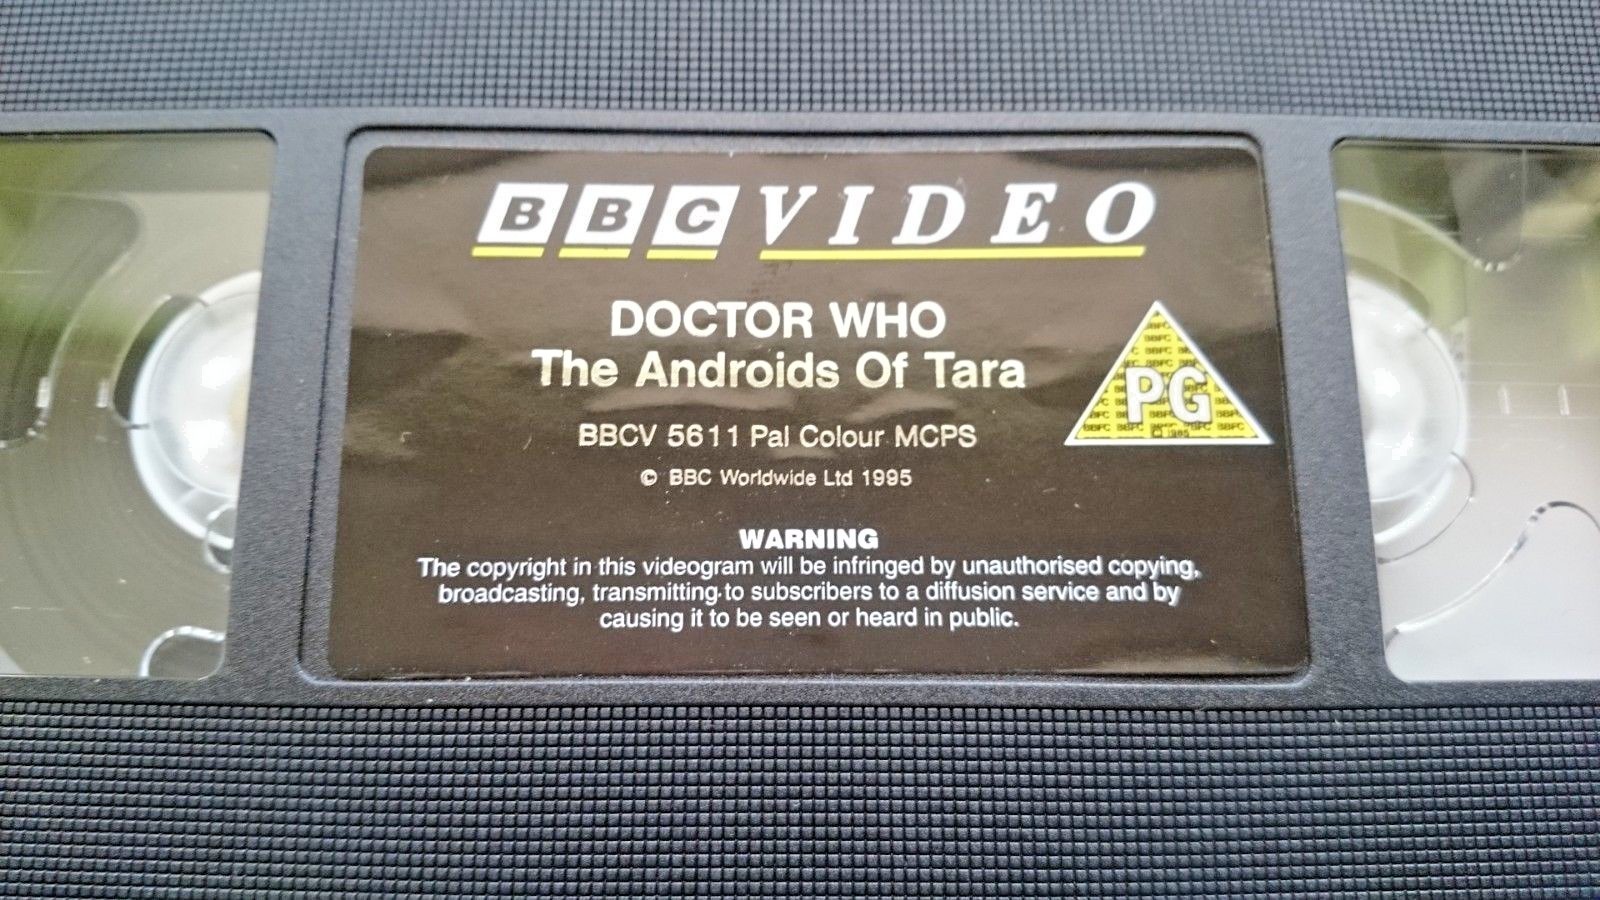 BBC VIDEO
DOCTOR WHO
The Androids Of Tara
BBCV 5611 Pal Colour MCPS
© BBC Worldwide Ltd 1995
PG
© 1985
WARNING
The copyright in this videogram will be infringed by unauthorised copying,
broadcasting, transmitting to subscribers to a diffusion service and by
causing it to be seen or heard in public.